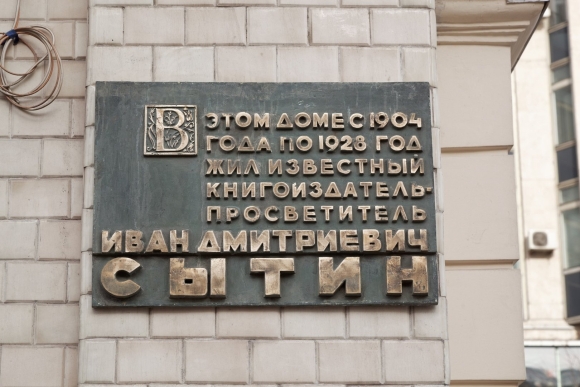 В ЭТОМ ДОМЕ С 1904
ГОДА ПО 1928 ГОД
ЖИЛ ИЗВЕСТНЫЙ
КНИГОИЗДАТЕЛЬ-
ПРОСВЕТИТЕЛЬ
ИВАН ДМИТРИЕВИЧ
СЫТИН